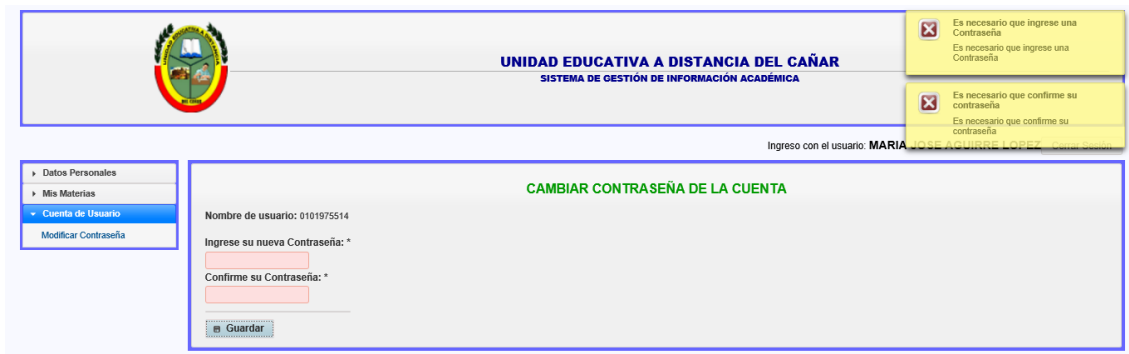 UNIDAD EDUCATIVA A DISTANCIA DEL CAÑAR
SISTEMA DE GESTIÓN DE INFORMACIÓN ACADÉMICA
Es necesario que ingrese una
Contraseña
Es necesario que ingrese una
Contraseña
Es necesario que confirme su
contraseña
Es necesario que confirme su
contraseña
Ingreso con el usuario: MARIA JOSE AGUIRRE LOPEZ Cerrar Sesión
Datos Personales
Mis Materias
Cuenta de Usuario
Modificar Contraseña
CAMBIAR CONTRASEÑA DE LA CUENTA
Nombre de usuario: 0101975514
Ingrese su nueva Contraseña: *
Confirme su Contraseña: *
Guardar